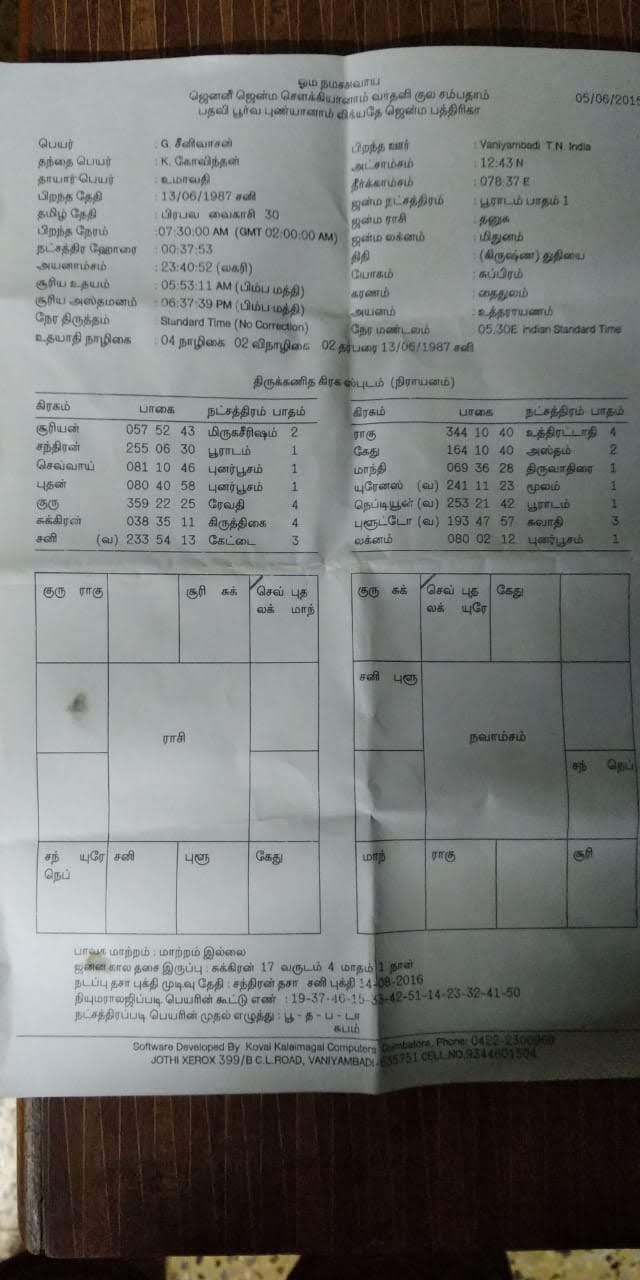 ஓம் நமசிவாய
ஜெனனீ ஜென்ம சௌக்கியானாம் வர்தனி குல சம்பதாம்
பதவி பூர்வ புண்யானாம் லிக்யதே ஜென்ம பத்திரிகா
05/06/2015
பெயர் : G. சீனிவாசன்
தந்தை பெயர் : K. கோவிந்தன்
தாயார் பெயர் : உமாவதி
பிறந்த தேதி : 13/06/1987 சனி
தமிழ் தேதி : பிரபவ வைகாசி 30
பிறந்த நேரம் : 07:30:00 AM (GMT 02:00:00 AM)
நட்சத்திர ஹோரை : 00:37:53
அயனாம்சம் : 23:40:52 (லகரி)
சூரிய உதயம் : 05:53:11 AM (பிம்ப மத்தி)
சூரிய அஸ்தமனம் : 06:37:39 PM (பிம்ப மத்தி)
நேர திருத்தம் : Standard Time (No Correction)
உதயாதி நாழிகை : 04 நாழிகை 02 விநாழிகை 02 தர்பரை 13/06/1987 சனி
பிறந்த ஊர் : Vaniyambadi T.N. India
அட்சாம்சம் : 12:43 N
தீர்க்காம்சம் : 078:37 E
ஜன்ம நட்சத்திரம் : பூராடம் பாதம் 1
ஜன்ம ராசி : தனுசு
ஜன்ம லக்னம் : மிதுனம்
திதி : (கிருஷ்ண) துதியை
யோகம் : சுப்பிரம்
கரணம் : தைதுலம்
அயனம் : உத்தராயணம்
நேர மண்டலம் : 05.30E Indian Standard Time
திருக்கணித கிரக ஸ்புடம் (நிராயனம்)
கிரகம் பாகை நட்சத்திரம் பாதம்
சூரியன் 057 52 43 மிருகசீரிஷம் 2
சந்திரன் 255 06 30 பூராடம் 1
செவ்வாய் 081 10 46 புனர்பூசம் 1
புதன் 080 40 58 புனர்பூசம் 1
குரு 359 22 25 ரேவதி 4
சுக்கிரன் 038 35 11 கிருத்திகை 4
சனி (வ) 233 54 13 கேட்டை 3
கிரகம் பாகை நட்சத்திரம் பாதம்
ராகு 344 10 40 உத்திரட்டாதி 4
கேது 164 10 40 அஸ்தம் 2
மாந்தி 069 36 28 திருவாதிரை 1
யுரேனஸ் (வ) 241 11 23 மூலம் 1
நெப்டியூன் (வ) 253 21 42 பூராடம் 1
புளூட்டோ (வ) 193 47 57 சுவாதி 3
லக்னம் 080 02 12 புனர்பூசம் 1
குரு ராகு
சூரி சுக்
செவ் புத
லக் மாந்
ராசி
சந் யுரே
நெப்
சனி
புளூ
கேது
குரு சுக்
செவ் புத
லக் யுரே
கேது
சனி புளூ
நவாம்சம்
சந் நெப்
மாந்
ராகு
சூரி
பாவக மாற்றம் : மாற்றம் இல்லை
ஜனன கால தசை இருப்பு : சுக்கிரன் 17 வருடம் 4 மாதம் 1 நாள்
நடப்பு தசா புக்தி முடிவு தேதி : சந்திரன் தசா சனி புக்தி 14-08-2016
நியுமராலஜிப்படி பெயரின் கூட்டு எண் : 19-37-46-15-33-42-51-14-23-32-41-50
நட்சத்திரப்படி பெயரின் முதல் எழுத்து : பூ - த - ப - டா
சுபம்
Software Developed By Kovai Kalaimagal Computers Coimbatore, Phone: 0422-2300960
JOTHI XEROX 399/B C.L.ROAD, VANIYAMBADI -635751 CELL.NO.9344801504